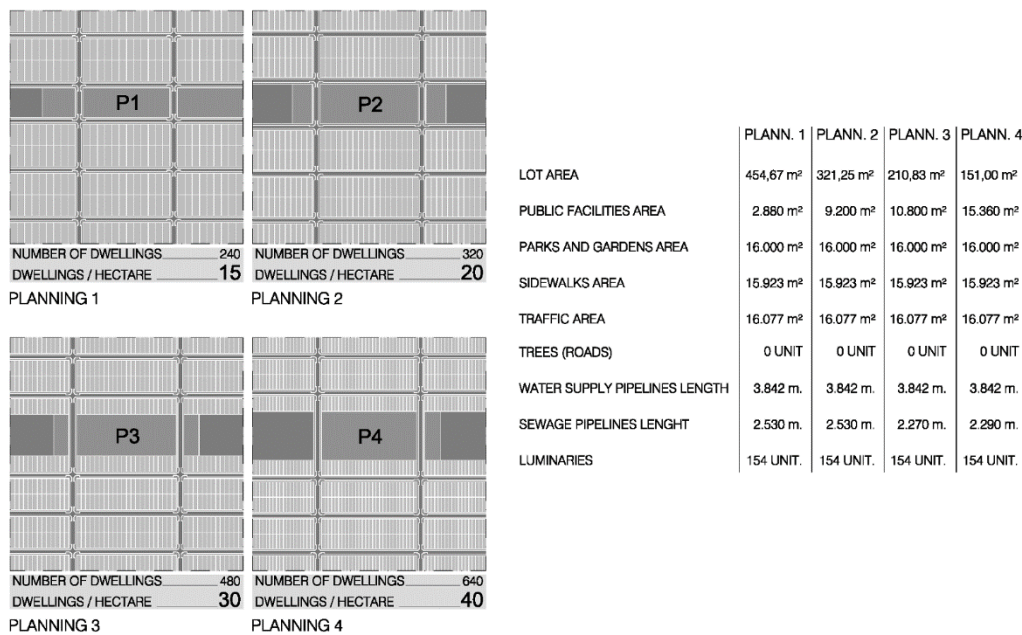 P1
NUMBER OF DWELLINGS 240
DWELLINGS / HECTARE 15
PLANNING 1
P2
NUMBER OF DWELLINGS 320
DWELLINGS / HECTARE 20
PLANNING 2
P3
NUMBER OF DWELLINGS 480
DWELLINGS / HECTARE 30
PLANNING 3
P4
NUMBER OF DWELLINGS 640
DWELLINGS / HECTARE 40
PLANNING 4
PLANN. 1 PLANN. 2 PLANN. 3 PLANN. 4
LOT AREA 454,67 m² 321,25 m² 210,83 m² 151,00 m²
PUBLIC FACILITIES AREA 2.880 m² 9.200 m² 10.800 m² 15.360 m²
PARKS AND GARDENS AREA 16.000 m² 16.000 m² 16.000 m² 16.000 m²
SIDEWALKS AREA 15.923 m² 15.923 m² 15.923 m² 15.923 m²
TRAFFIC AREA 16.077 m² 16.077 m² 16.077 m² 16.077 m²
TREES (ROADS) 0 UNIT 0 UNIT 0 UNIT 0 UNIT
WATER SUPPLY PIPELINES LENGTH 3.842 m. 3.842 m. 3.842 m. 3.842 m.
SEWAGE PIPELINES LENGHT 2.530 m. 2.530 m. 2.270 m. 2.290 m.
LUMINARIES 154 UNIT. 154 UNIT. 154 UNIT. 154 UNIT.